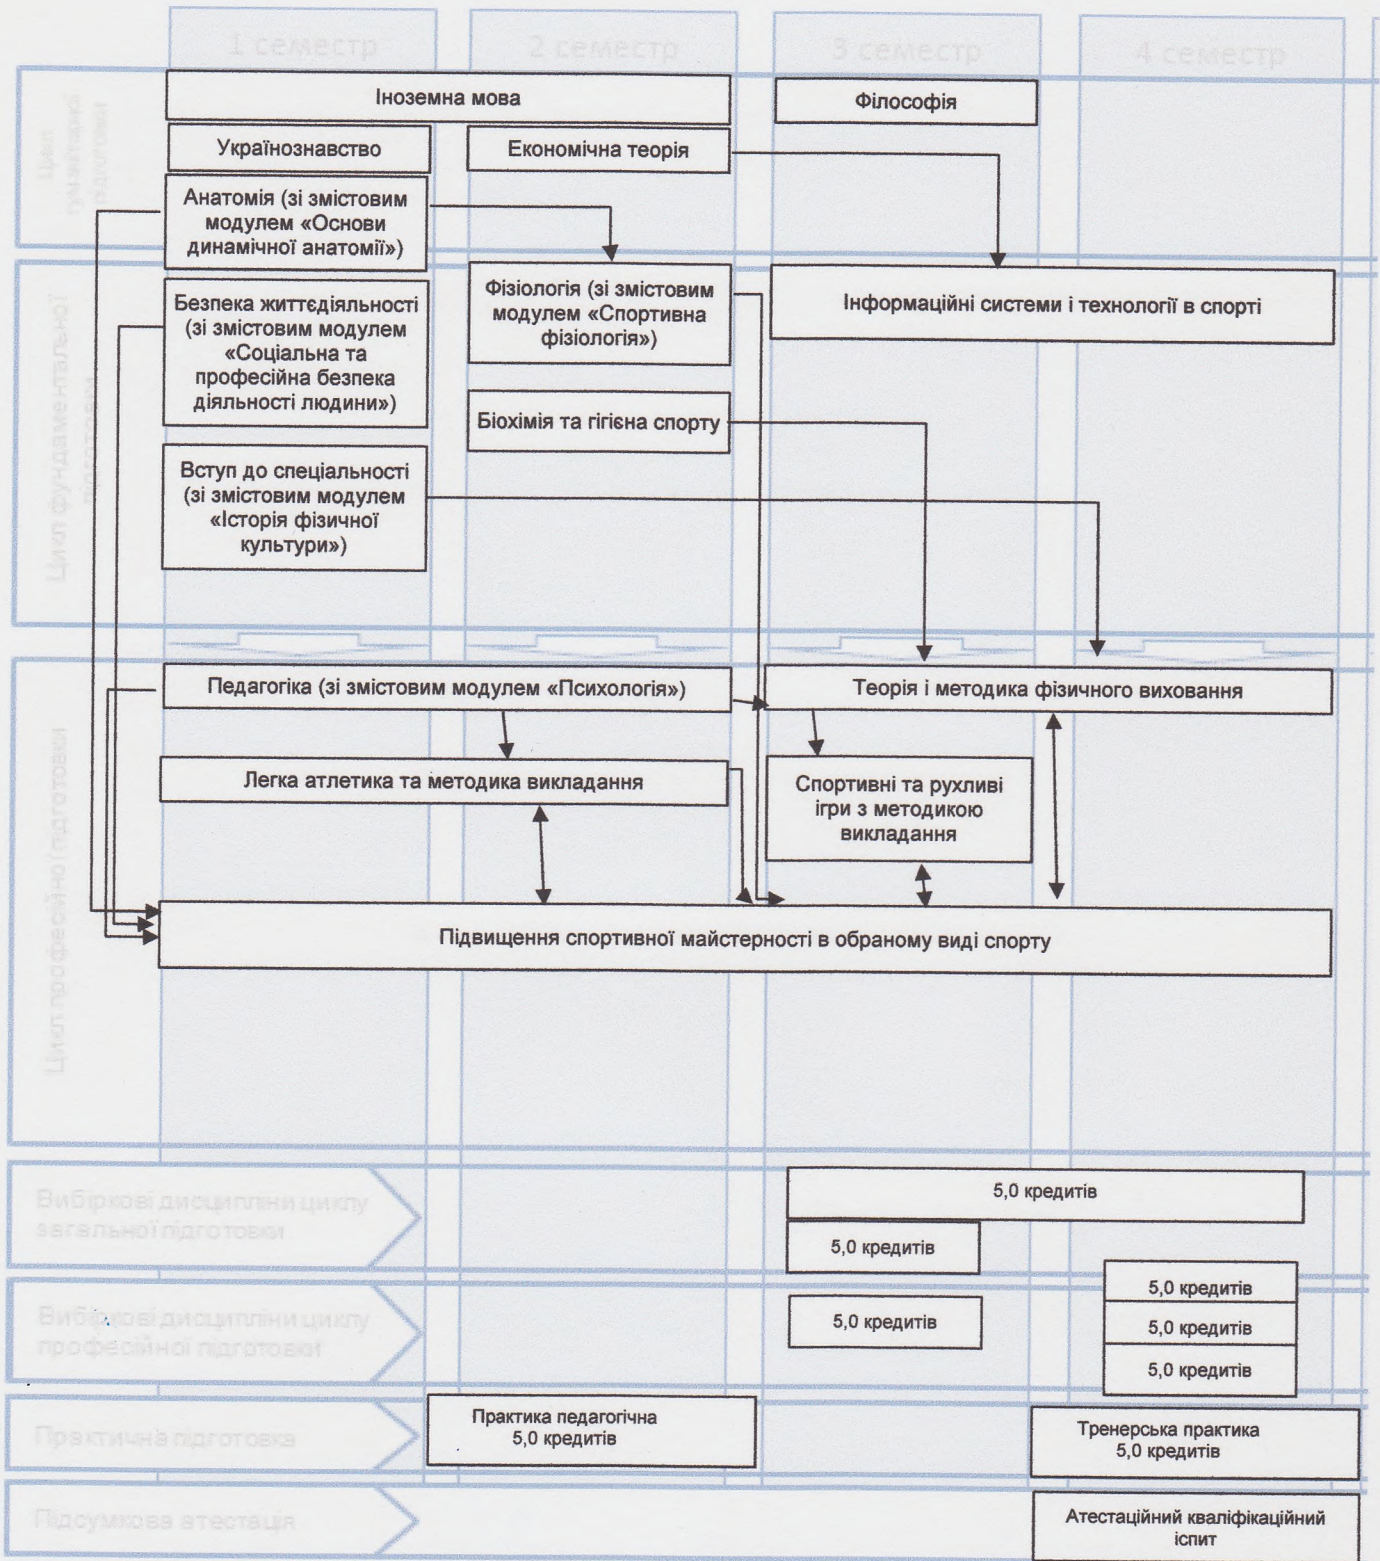 1 семестр
2 семестр
3 семестр
4 семестр
Цикл
гуманітарної
підготовки
Іноземна мова
Філософія
Українознавство
Економічна теорія
Анатомія (зі змістовим
модулем «Основи
динамічної анатомії»)
Цикл фундаментальної
підготовки
Безпека життєдіяльності
(зі змістовим модулем
«Соціальна та
професійна безпека
діяльності людини»)
Фізіологія (зі змістовим
модулем «Спортивна
фізіологія»)
Інформаційні системи і технології в спорті
Біохімія та гігієна спорту
Вступ до спеціальності
(зі змістовим модулем
«Історія фізичної
культури»)
Цикл професійної підготовки
Педагогіка (зі змістовим модулем «Психологія»)
Теорія і методика фізичного виховання
Легка атлетика та методика викладання
Спортивні та рухливі
ігри з методикою
викладання
Підвищення спортивної майстерності в обраному виді спорту
Вибіркові дисципліни циклу
загальної підготовки
5,0 кредитів
5,0 кредитів
Вибіркові дисципліни циклу
професійної підготовки
5,0 кредитів
5,0 кредитів
5,0 кредитів
5,0 кредитів
Практична підготовка
Практика педагогічна
5,0 кредитів
Тренерська практика
5,0 кредитів
Підсумкова атестація
Атестаційний кваліфікаційний
іспит